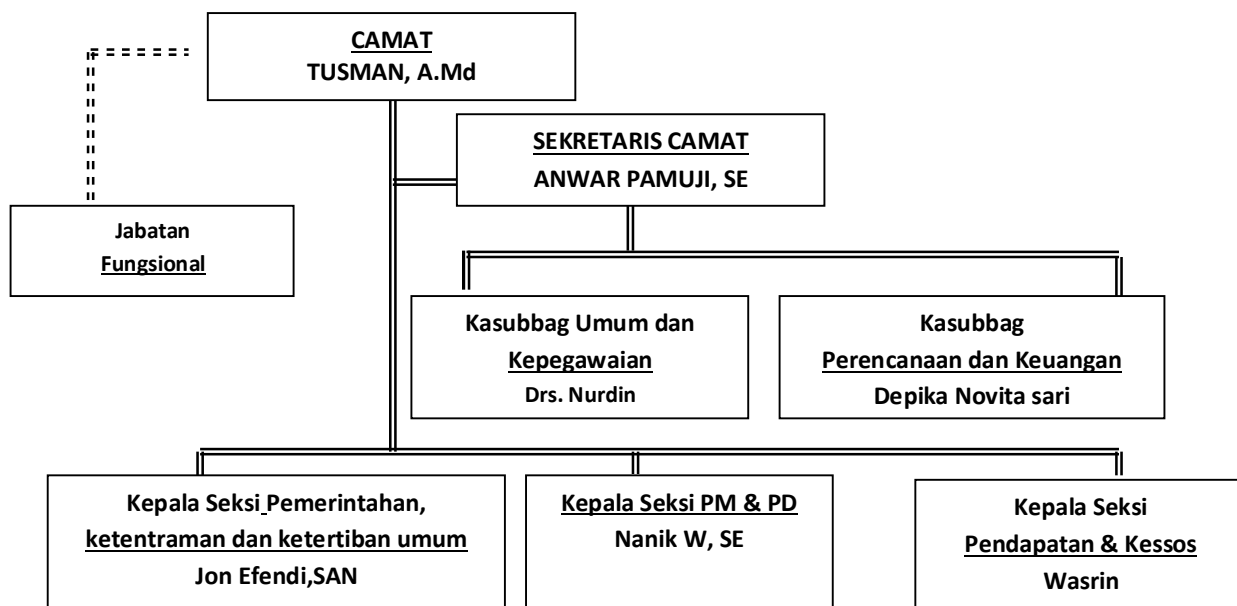 CAMAT
TUSMAN, A.Md
SEKRETARIS CAMAT
ANWAR PAMUJI, SE
Jabatan
Fungsional
Kasubbag Umum dan
Kepegawaian
Drs. Nurdin
Kasubbag
Perencanaan dan Keuangan
Depika Novita sari
Kepala Seksi Pemerintahan,
ketentraman dan ketertiban umum
Jon Efendi,SAN
Kepala Seksi PM & PD
Nanik W, SE
Kepala Seksi
Pendapatan & Kessos
Wasrin